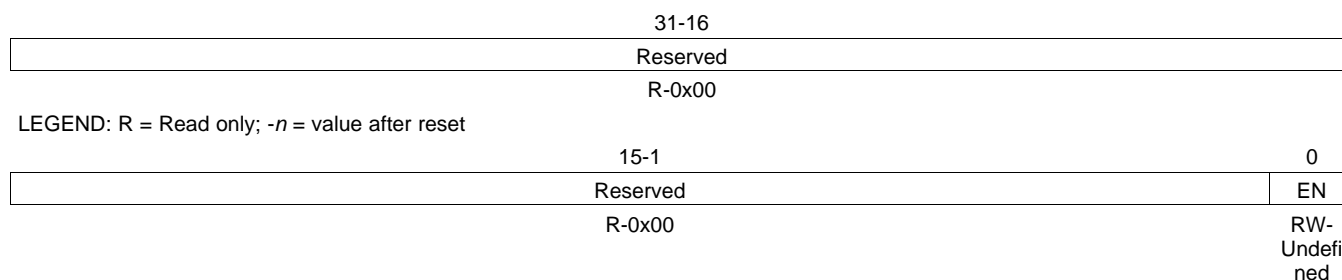 31-16
Reserved
R-0x00
LEGEND: R = Read only; -n = value after reset
15-1 0
Reserved EN
R-0x00 RW-
Undefi
ned